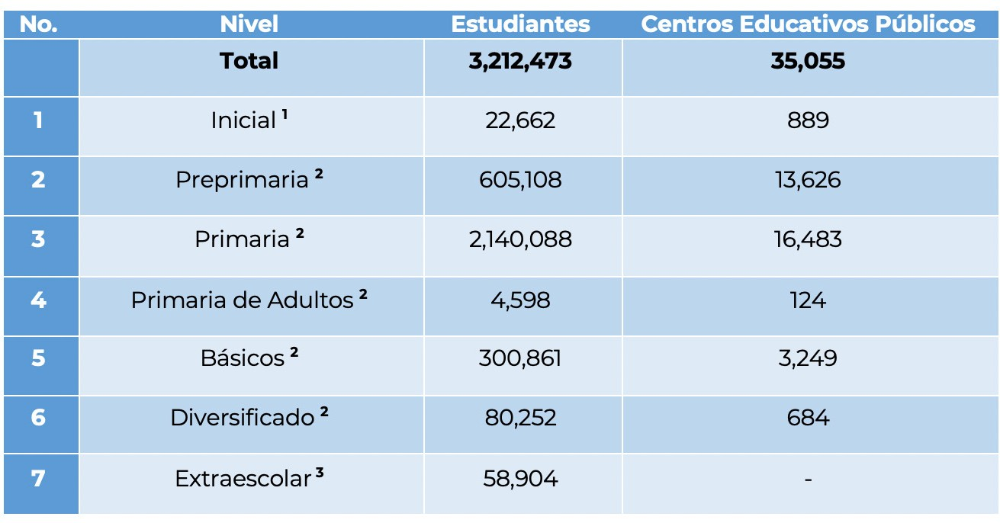 No. Nivel Estudiantes Centros Educativos Públicos
Total 3,212,473 35,055
1 Inicial ¹ 22,662 889
2 Preprimaria ² 605,108 13,626
3 Primaria ² 2,140,088 16,483
4 Primaria de Adultos ² 4,598 124
5 Básicos ² 300,861 3,249
6 Diversificado ² 80,252 684
7 Extraescolar ³ 58,904 -